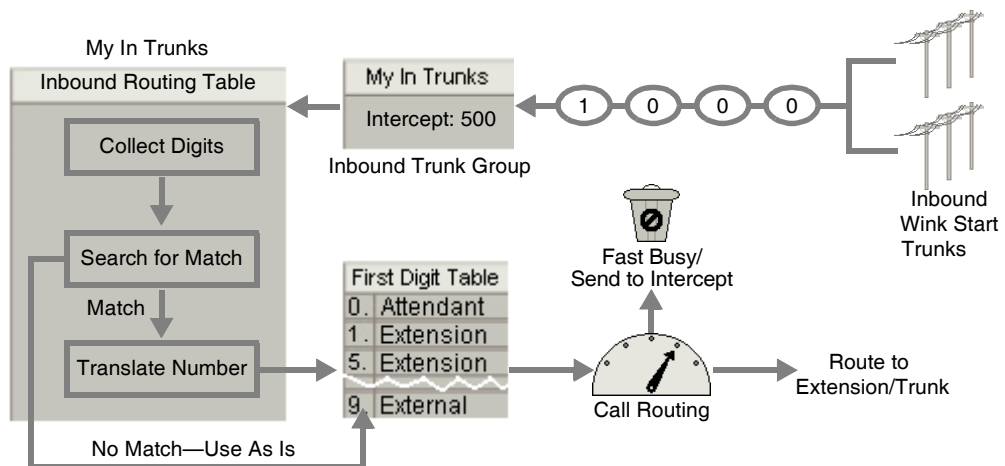 My In Trunks
Inbound Routing Table
Collect Digits
Search for Match
Match
Translate Number
No Match—Use As Is
My In Trunks
Intercept: 500
Inbound Trunk Group
1 0 0 0
Inbound
Wink Start
Trunks
First Digit Table
0. Attendant
1. Extension
5. Extension
9. External
Fast Busy/
Send to Intercept
Call Routing
Route to
Extension/Trunk